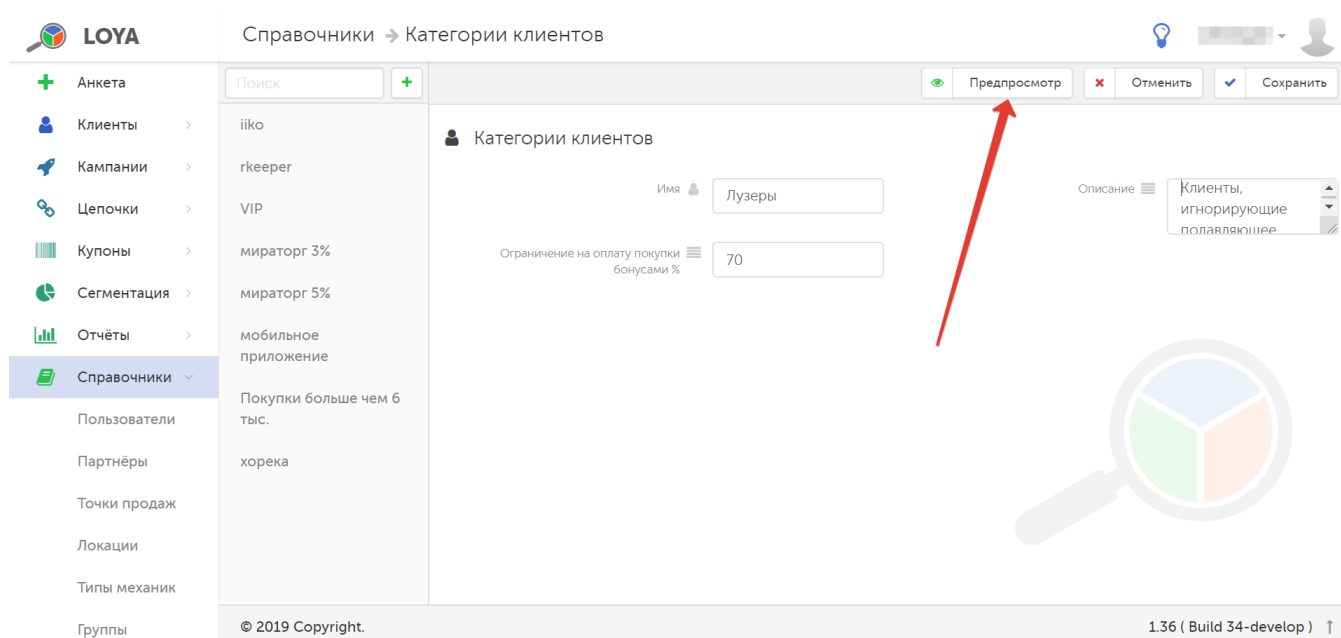 LOYA
Справочники
Категории клиентов
Анкета
Клиенты
Кампании
Цепочки
Купоны
Сегментация
Отчёты
Справочники
Пользователи
Партнёры
Точки продаж
Локации
Типы механик
Группы
Поиск
iiko
rkeeper
VIP
мираторг 3%
мираторг 5%
мобильное
приложение
Покупки больше чем 6
тыс.
хорека
Предпросмотр
Отменить
Сохранить
Категории клиентов
Имя
Лузеры
Описание
Клиенты,
игнорирующие
подавляющее
Ограничение на оплату покупки
бонусами %
70
© 2019 Copyright.
1.36 ( Build 34-develop )